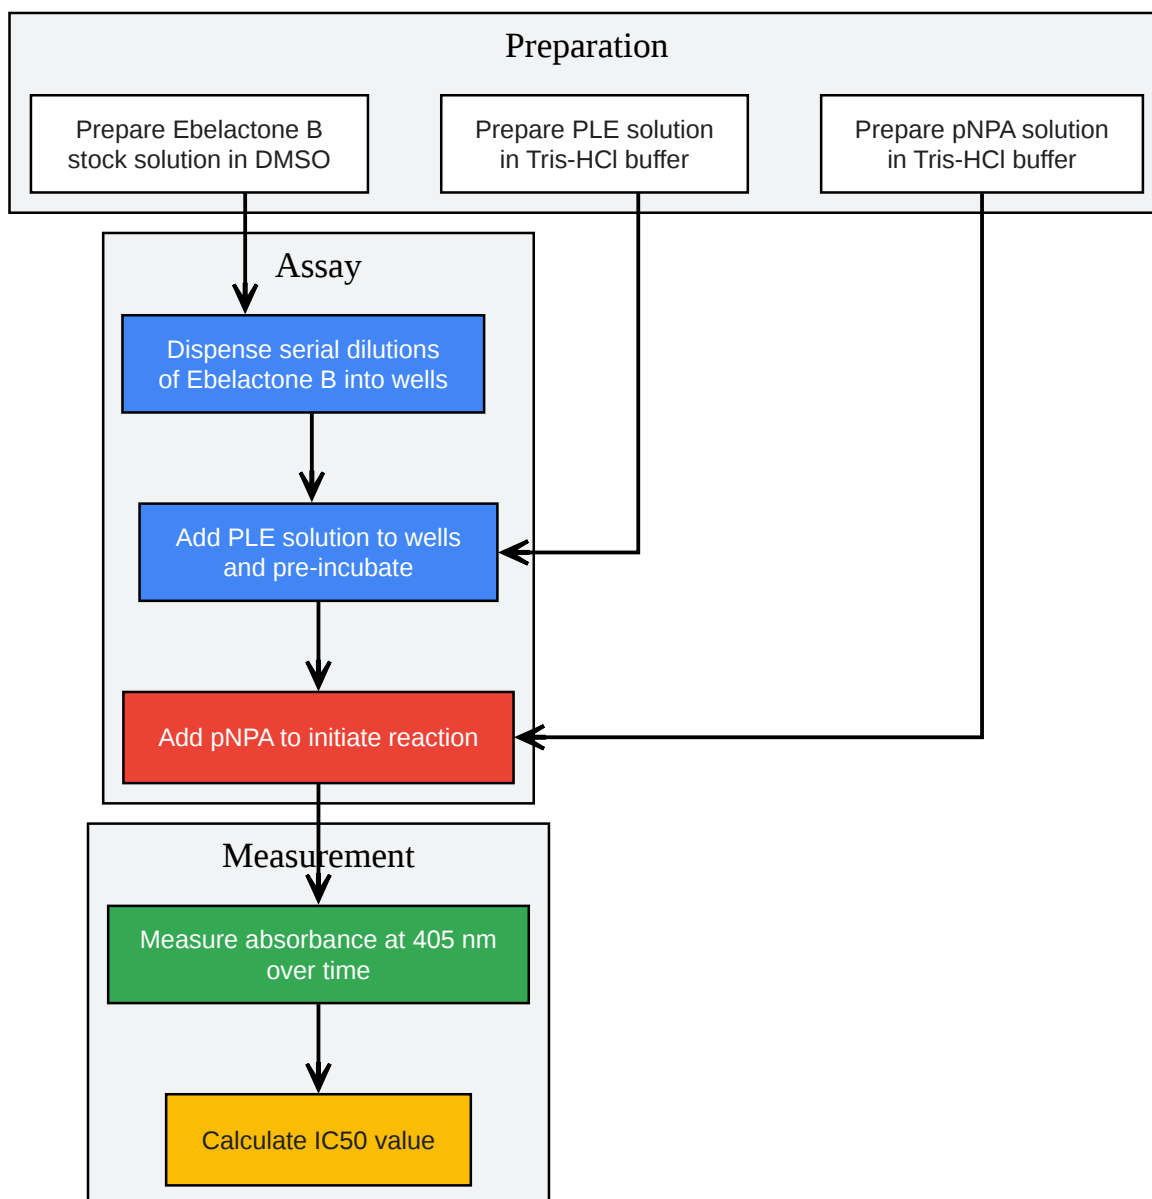 Preparation
Prepare Ebelactone B
stock solution in DMSO
Prepare PLE solution
in Tris-HCl buffer
Prepare pNPA solution
in Tris-HCl buffer
Assay
Dispense serial dilutions
of Ebelactone B into wells
Add PLE solution to wells
and pre-incubate
Add pNPA to initiate reaction
Measurement
Measure absorbance at 405 nm
over time
Calculate IC50 value